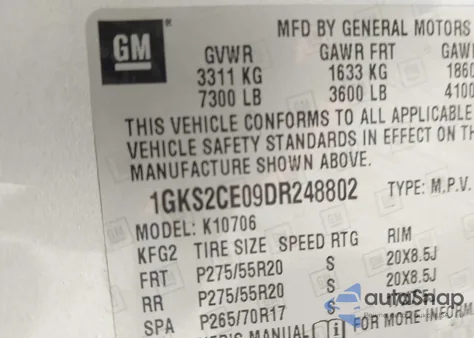 GM
MFD BY GENERAL MOTORS
GVWR GAWR FRT
3311 KG 1633 KG 1860
7300 LB 3600 LB 4100
THIS VEHICLE CONFORMS TO ALL APPLICABLE
VEHICLE SAFETY STANDARDS IN EFFECT ON TH
MANUFACTURE SHOWN ABOVE.
1GKS2CE09DR248802 TYPE: M.P.V.
MODEL: K10706
KFG2 TIRE SIZE SPEED RTG RIM
FRT P275/55R20 S 20X8.5J
RR P275/55R20 S 20X8.5J
SPA P265/70R17 S
MANUAL FOR MORE INFORM
autoSnap